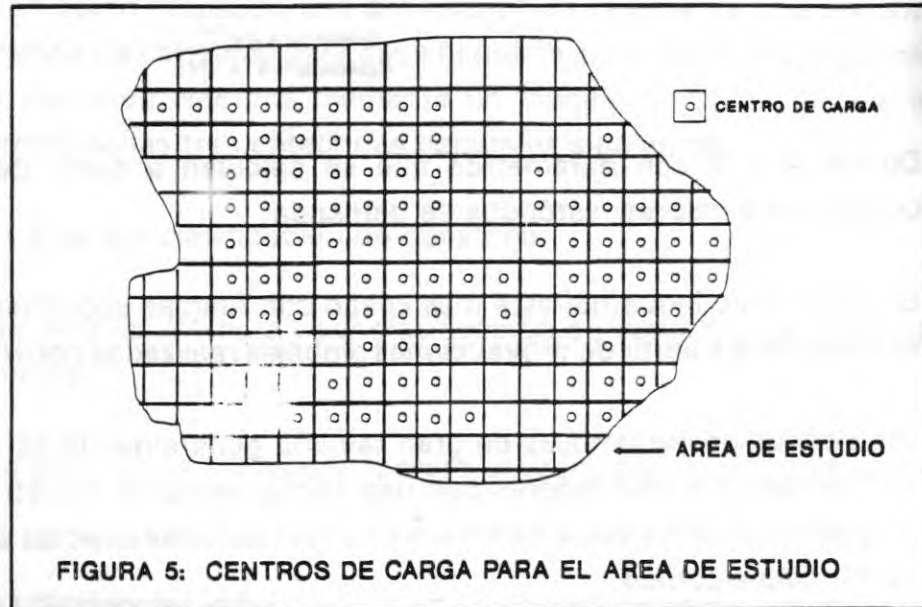 CENTRO DE CARGA
AREA DE ESTUDIO
FIGURA 5: CENTROS DE CARGA PARA EL AREA DE ESTUDIO